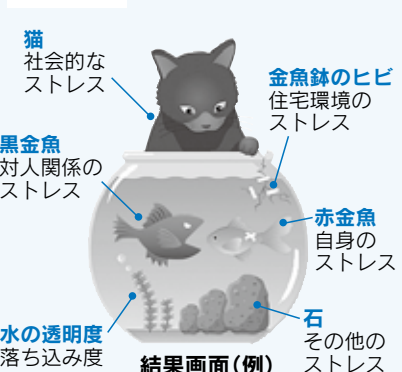 猫
社会的な
ストレス
金魚鉢のヒビ
住宅環境の
ストレス
黒金魚
対人関係の
ストレス
赤金魚
自身の
ストレス
水の透明度
落ち込み度
石
その他の
ストレス
結果画面(例)